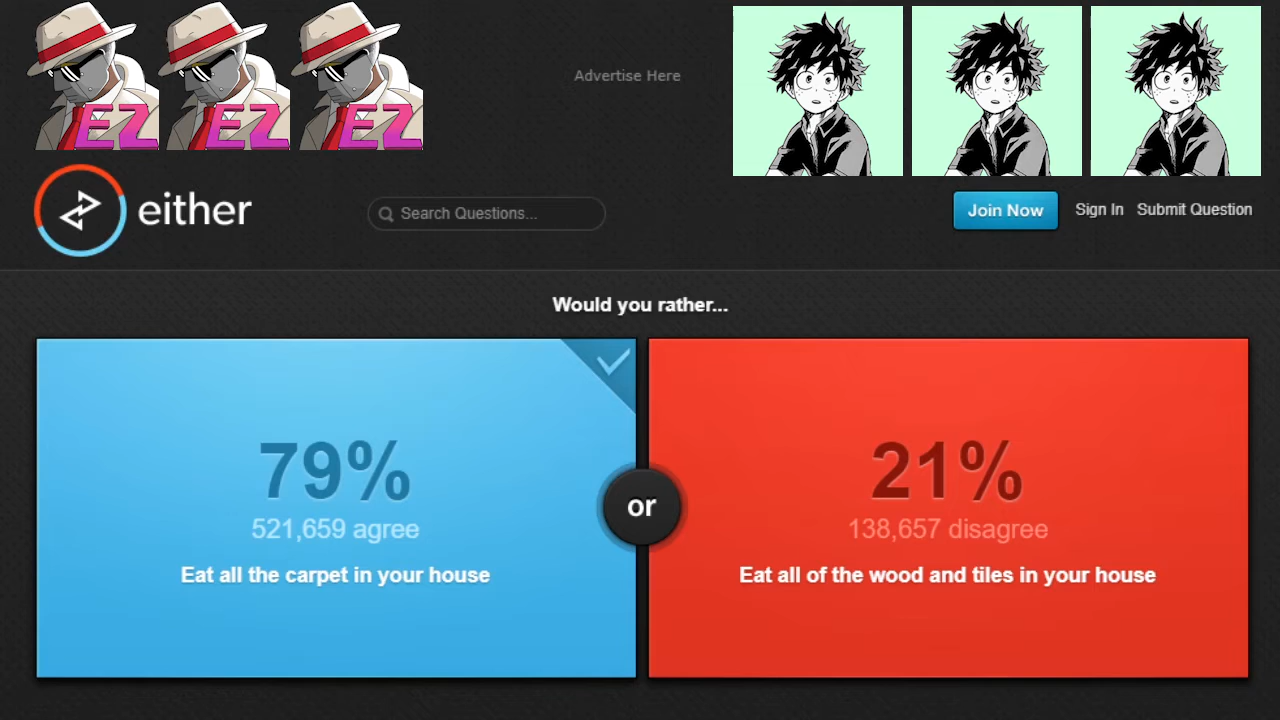 EZ EZ EZ
Advertise Here
either
Search Questions...
Join Now
Sign In
Submit Question
Would you rather...
79%
521,659 agree
Eat all the carpet in your house
or
21%
138,657 disagree
Eat all of the wood and tiles in your house